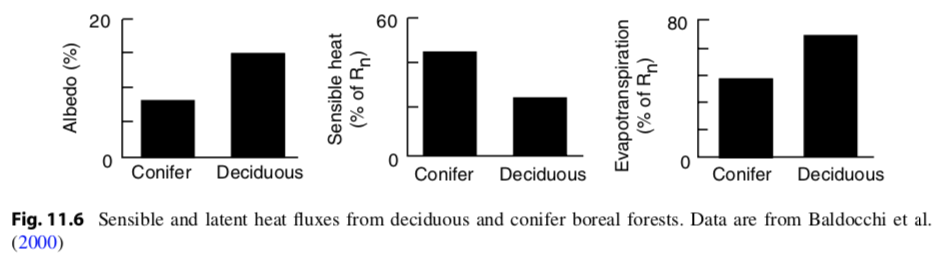 20
Albedo (%)
0
Conifer Deciduous
60
Sensible heat
(% of Rn)
0
Conifer Deciduous
80
Evapotranspiration
(% of Rn)
0
Conifer Deciduous
Fig. 11.6 Sensible and latent heat fluxes from deciduous and conifer boreal forests. Data are from Baldocchi et al.
(2000)